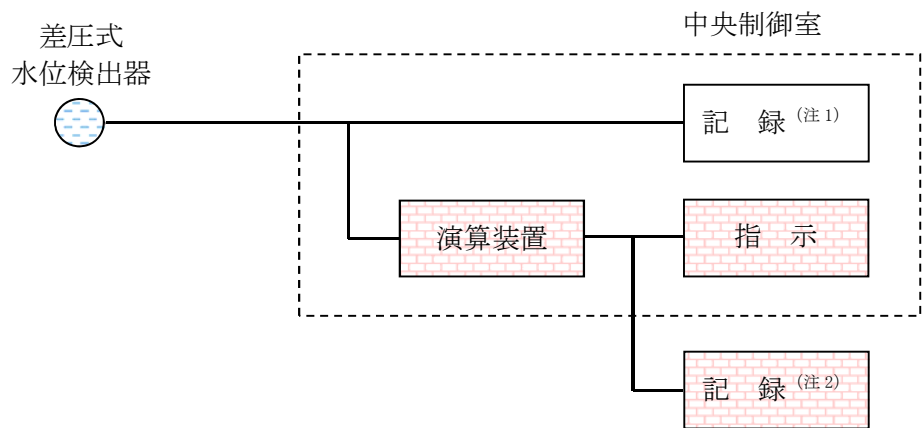 中央制御室
差圧式
水位検出器
記　録(注1)
演算装置
指　示
記　録(注2)